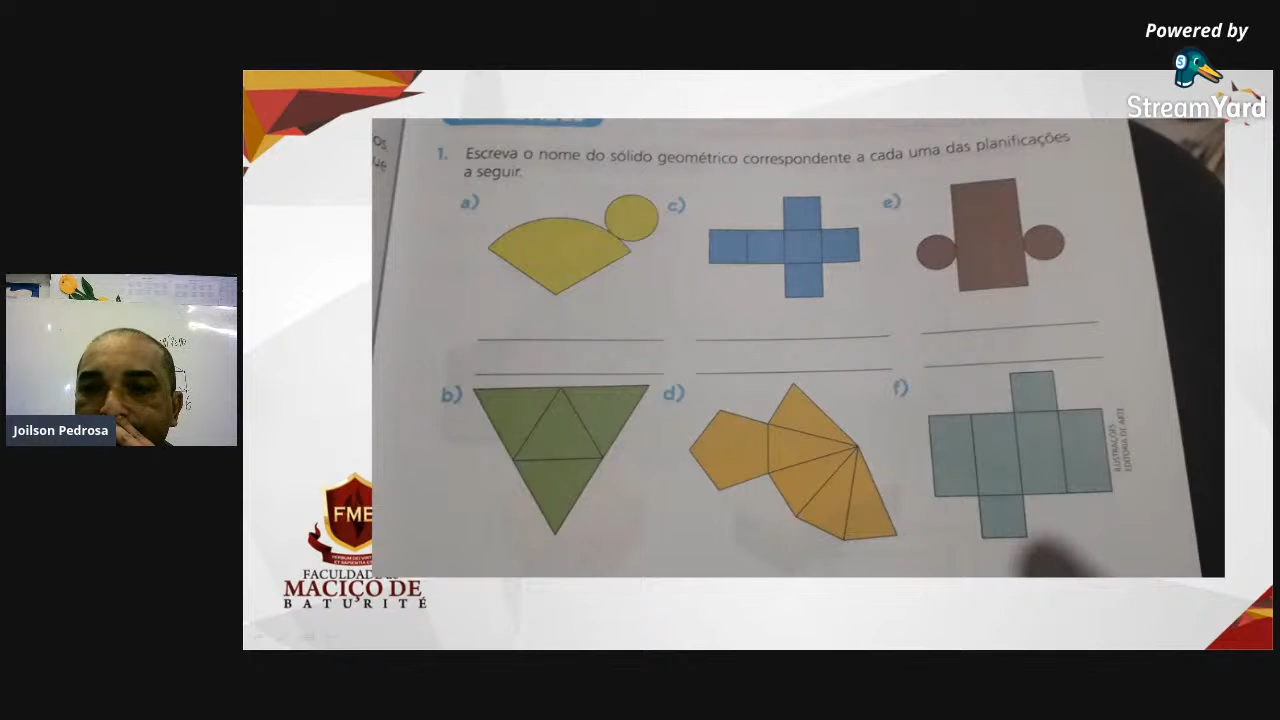 Powered by
StreamYard
1. Escreva o nome do sólido geométrico correspondente a cada uma das planificações
a seguir.
a)
c)
e)
b)
d)
f)
ILUSTRAÇÕES
EDITORIA DE ARTE
Joilson Pedrosa
FME
MACIÇO DE
BATURITÉ